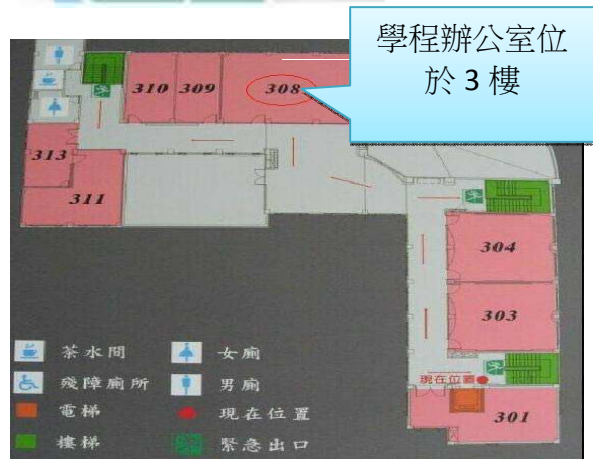 學程辦公室位
於 3 樓
310
309
308
313
311
304
303
現在位置
301
茶水間
女廁
殘障廁所
男廁
電梯
現在位置
樓梯
緊急出口